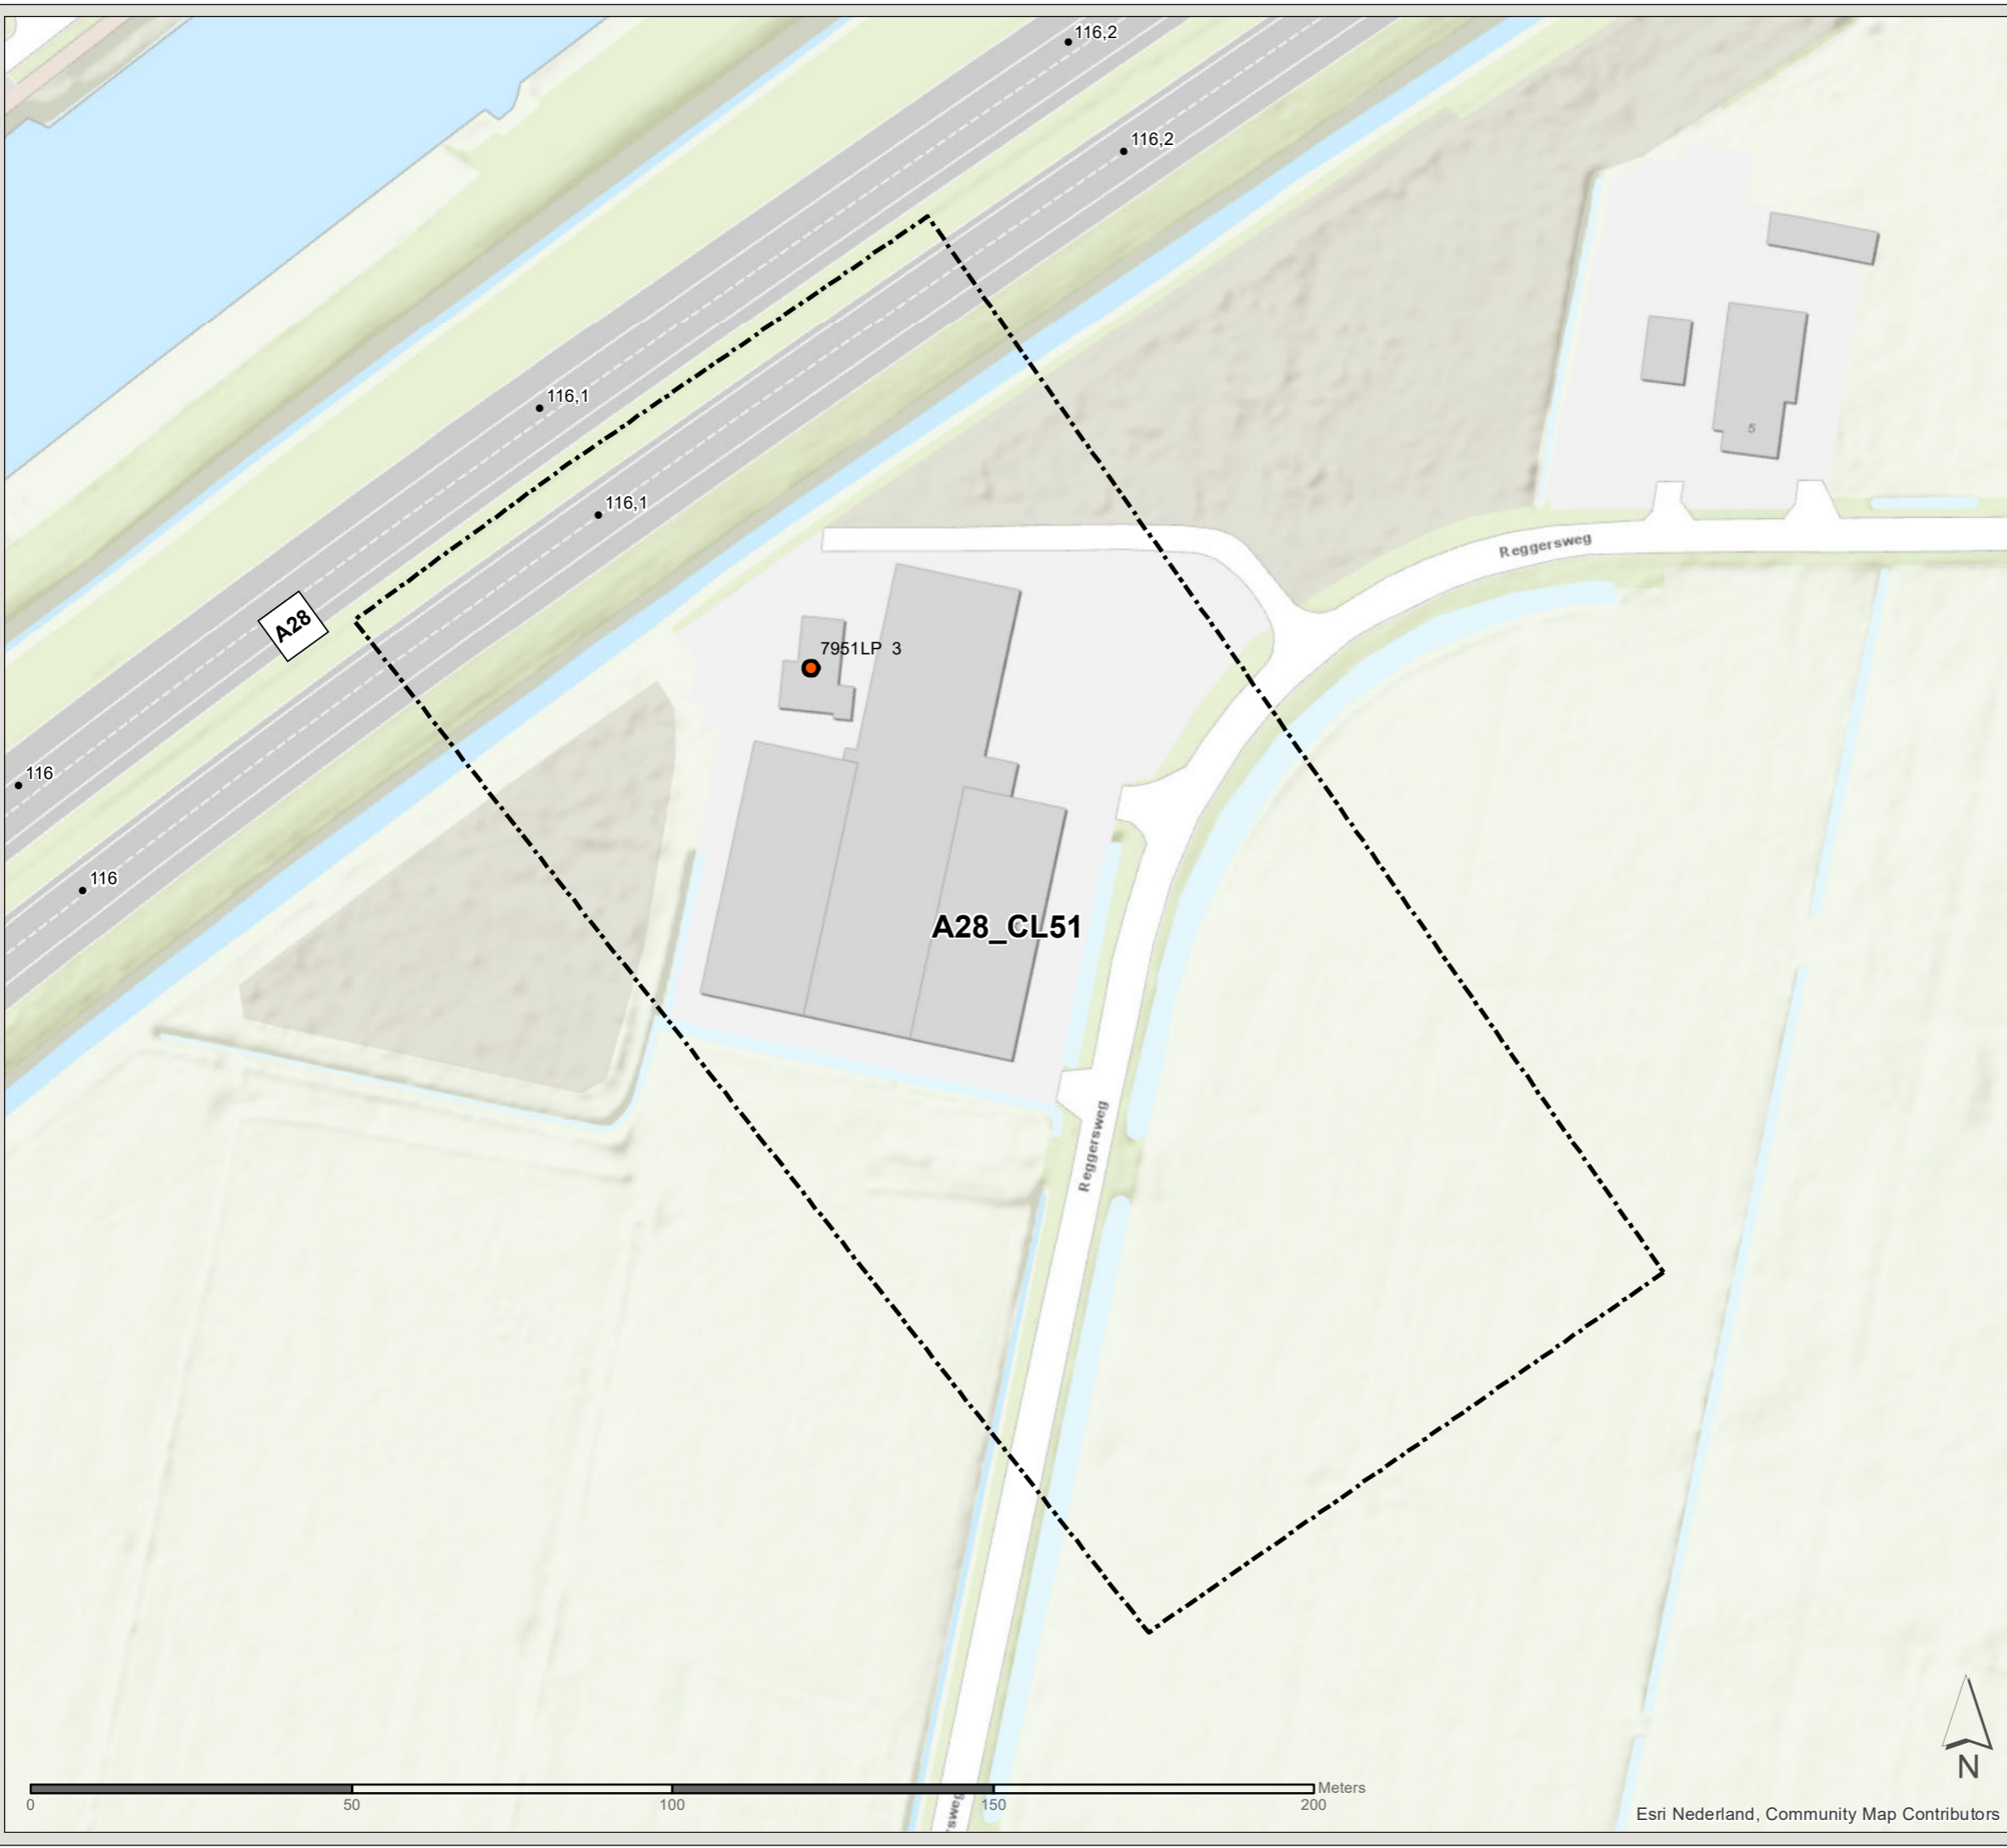 116,2
116,2
116,1
116,1
A28
5
Reggersweg
7951LP 3
116
116
A28_CL51
Reggersweg
N
Meters
0 50 100 150 200
sweg
Esri Nederland, Community Map Contributors